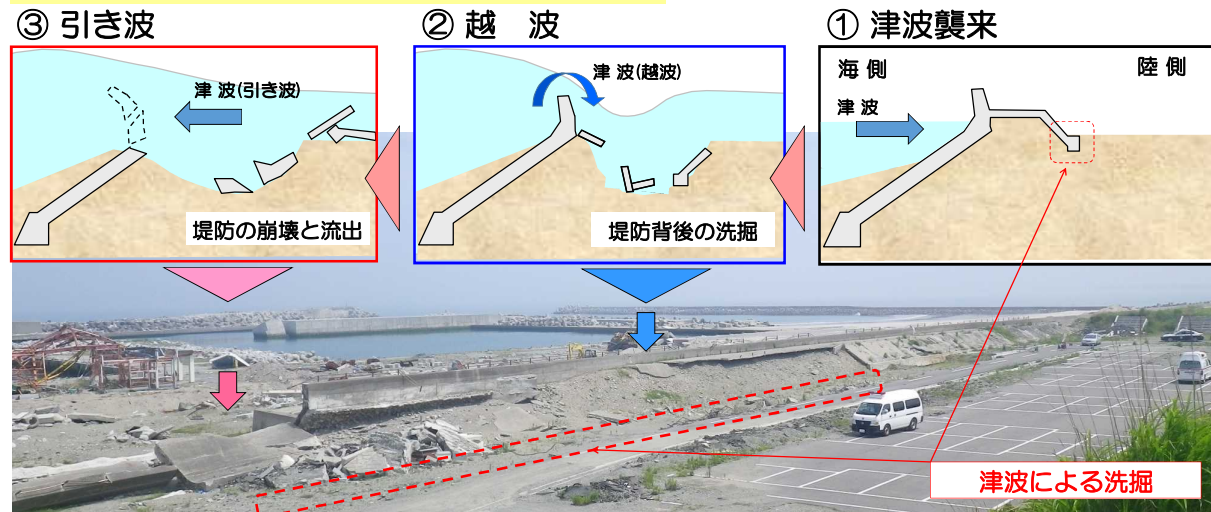 ③ 引き波
② 越　波
① 津波襲来
津 波(引き波)
堤防の崩壊と流出
津 波(越波)
堤防背後の洗掘
海 側
陸 側
津 波
津波による洗掘